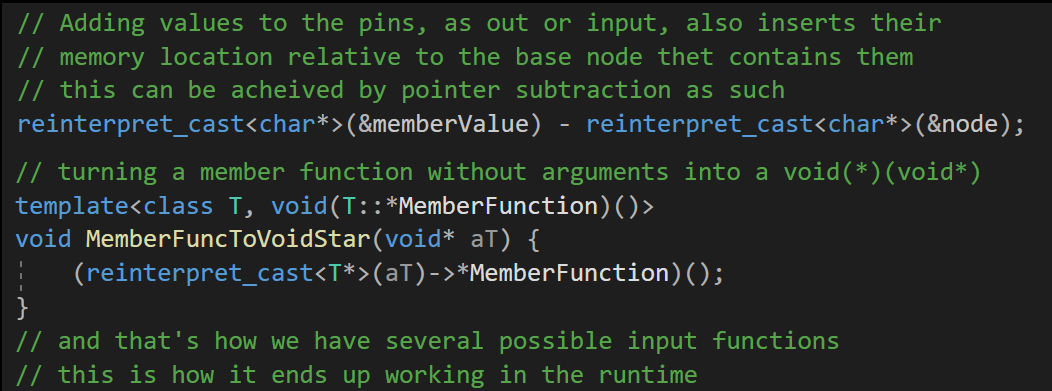 // Adding values to the pins, as out or input, also inserts their
// memory location relative to the base node thet contains them
// this can be acheived by pointer subtraction as such
reinterpret_cast<char*>(&memberValue) - reinterpret_cast<char*>(&node);
// turning a member function without arguments into a void(*)(void*)
template<class T, void(T::*MemberFunction)()>
void MemberFuncToVoidStar(void* aT) {
    (reinterpret_cast<T*>(aT)->*MemberFunction)();
}
// and that's how we have several possible input functions
// this is how it ends up working in the runtime